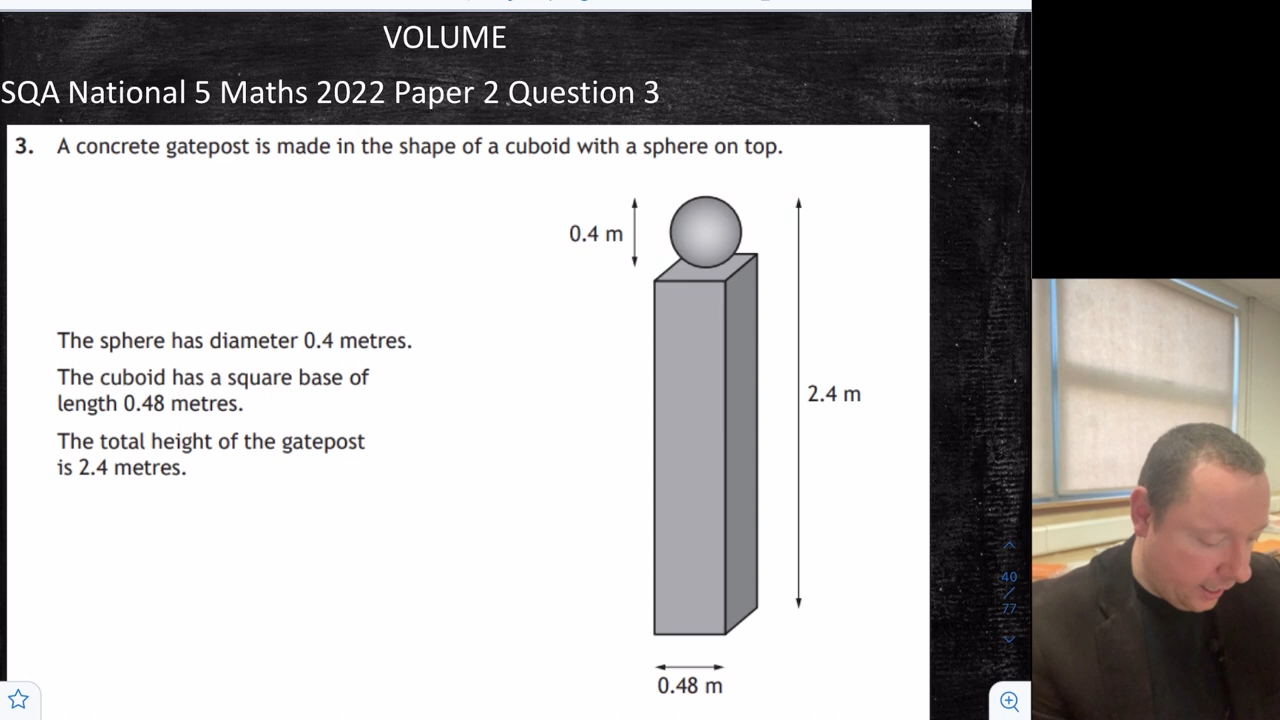 VOLUME
SQA National 5 Maths 2022 Paper 2 Question 3
3. A concrete gatepost is made in the shape of a cuboid with a sphere on top.
0.4 m
The sphere has diameter 0.4 metres.
The cuboid has a square base of
length 0.48 metres.
2.4 m
The total height of the gatepost
is 2.4 metres.
0.48 m
40
/
77